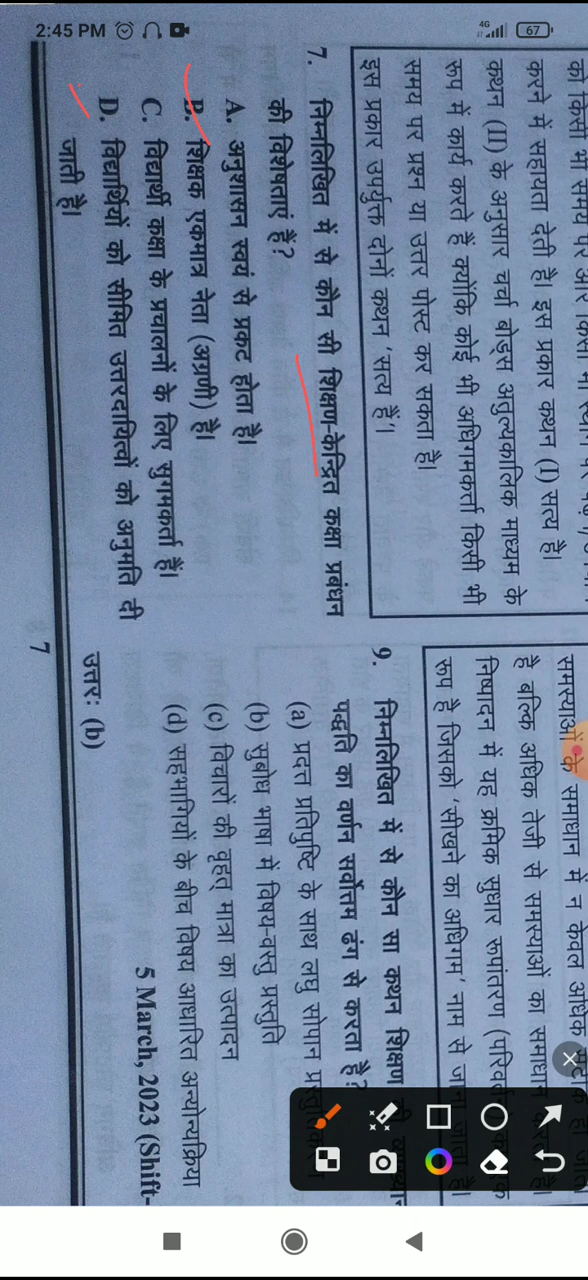 2:45 PM
4G
67
करने में सहायता देती है। इस प्रकार कथन (I) सत्य है।
कथन (II) के अनुसार चर्चा बोर्ड्स अतुल्यकालिक माध्यम के
रूप में कार्य करते हैं क्योंकि कोई भी अधिगमकर्ता किसी भी
समय पर प्रश्न या उत्तर पोस्ट कर सकता है।
इस प्रकार उपर्युक्त दोनों कथन 'सत्य हैं'।
7. निम्नलिखित में से कौन सी शिक्षण-केन्द्रित कक्षा प्रबंधन
की विशेषताएं हैं?
A. अनुशासन स्वयं से प्रकट होता है।
B. शिक्षक एकमात्र नेता (अग्रणी) है।
C. विद्यार्थी कक्षा के प्रचालनों के लिए सुगमकर्ता हैं।
D. विद्यार्थियों को सीमित उत्तरदायित्वों की अनुमति दी
जाती है।
समस्याओं के समाधान में न केवल अधिक
है बल्कि अधिक तेजी से समस्याओं का समाधान
निष्पादन में यह क्रमिक सुधार रूपांतरण
रूप है जिसको 'सीखने का अधिगम' नाम से
9. निम्नलिखित में से कौन सा कथन शिक्षण
पद्धति का वर्णन सर्वोत्तम ढंग से करता है?
(a) प्रदत्त प्रतिपुष्टि के साथ लघु सोपान
(b) सुबोध भाषा में विषय-वस्तु प्रस्तुति
(c) विचारों की वृहत् मात्रा का उत्पादन
(d) सहभागियों के बीच विषय आधारित अन्योन्यक्रिया
5 March, 2023 (Shift-
उत्तर: (b)
7